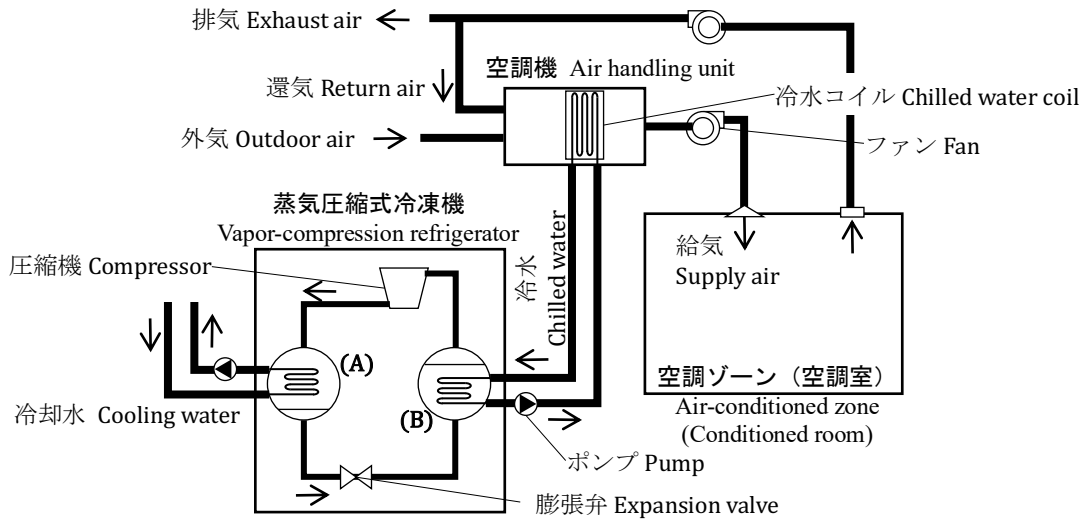 排気 Exhaust air
還気 Return air
外気 Outdoor air
空調機 Air handling unit
冷水コイル Chilled water coil
ファン Fan
蒸気圧縮式冷凍機
Vapor-compression refrigerator
圧縮機 Compressor
冷水
Chilled water
給気
Supply air
(A)
(B)
冷却水 Cooling water
空調ゾーン（空調室）
Air-conditioned zone
(Conditioned room)
ポンプ Pump
膨張弁 Expansion valve